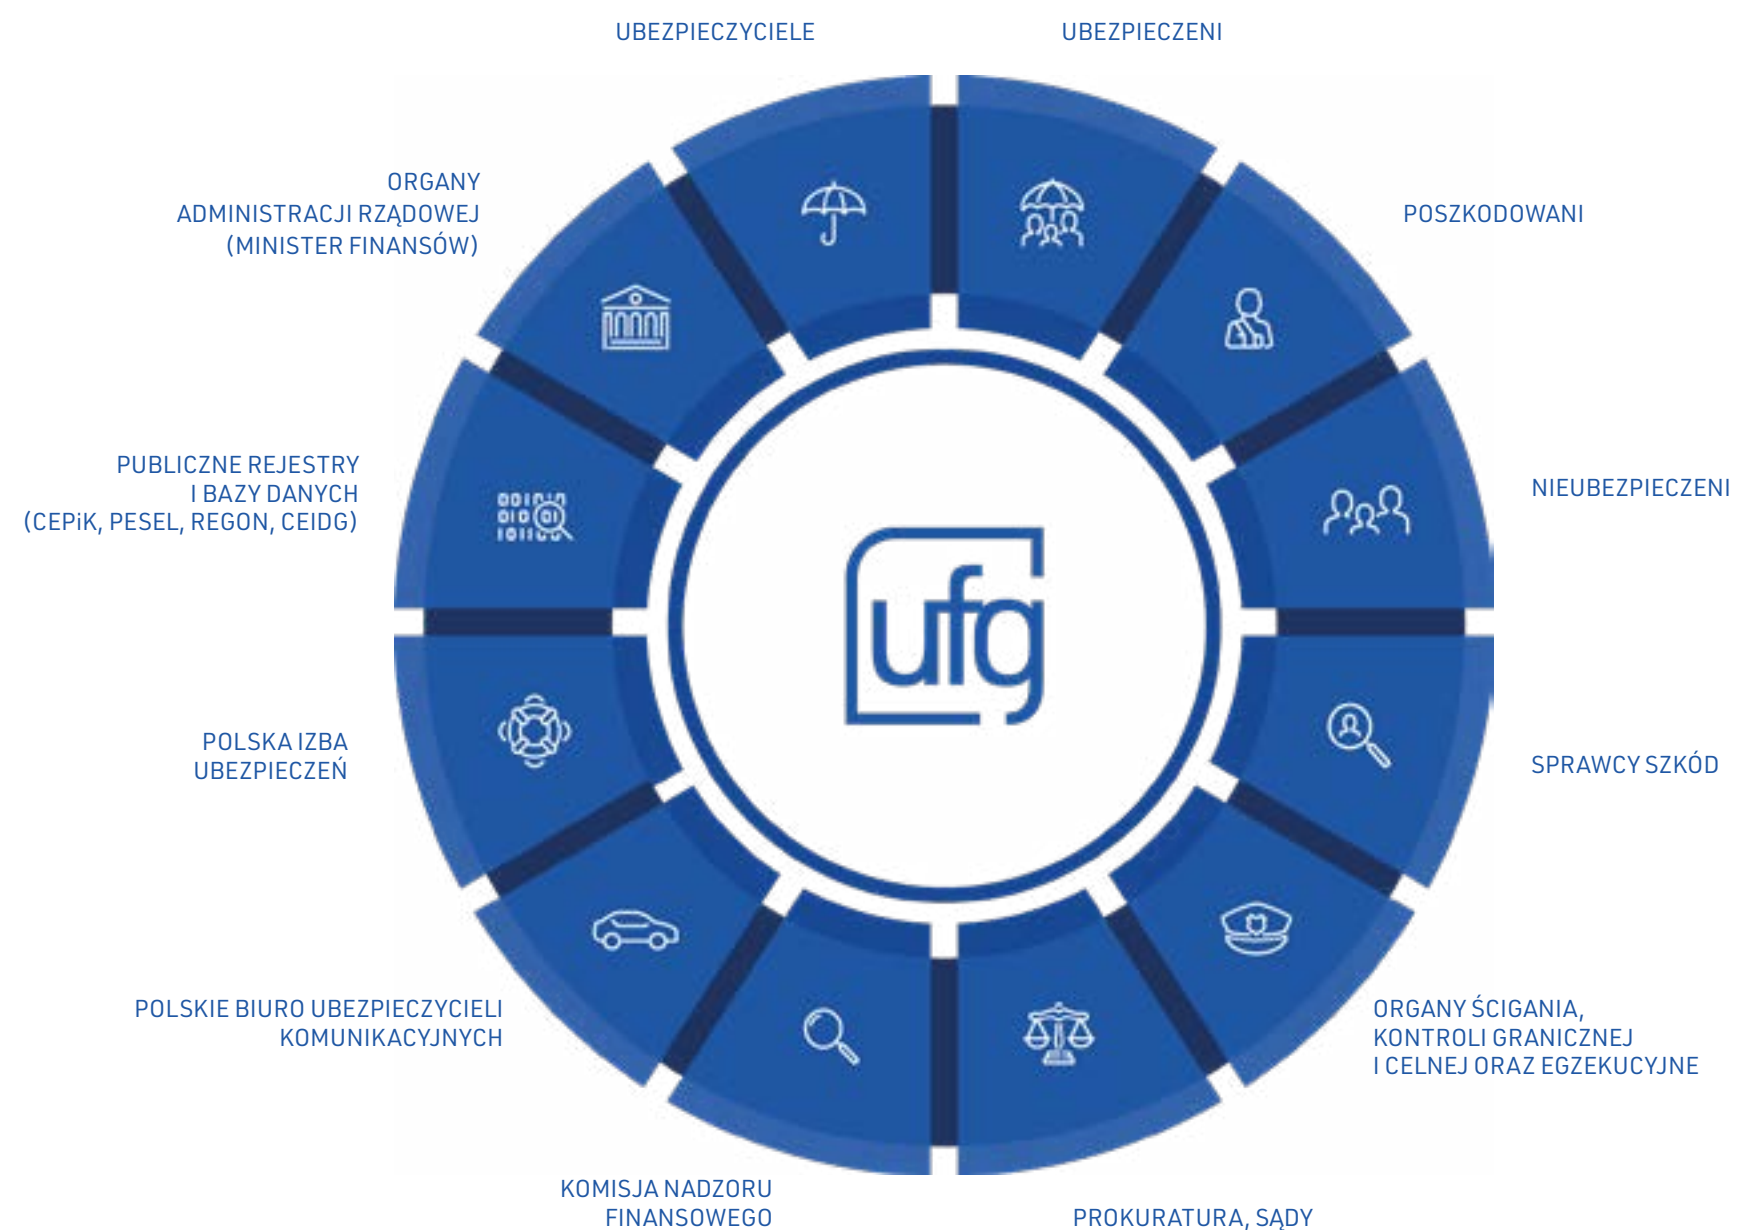 UBEZPIECZYCIELE
UBEZPIECZENI
ORGANY
ADMINISTRACJI RZĄDOWEJ
(MINISTER FINANSÓW)
POSZKODOWANI
PUBLICZNE REJESTRY
I BAZY DANYCH
(CEPiK, PESEL, REGON, CEIDG)
NIEUBEZPIECZENI
ufg
POLSKA IZBA
UBEZPIECZEŃ
SPRAWCY SZKÓD
POLSKIE BIURO UBEZPIECZYCIELI
KOMUNIKACYJNYCH
ORGANY ŚCIGANIA,
KONTROLI GRANICZNEJ
I CELNEJ ORAZ EGZEKUCYJNE
KOMISJA NADZORU
FINANSOWEGO
PROKURATURA, SĄDY